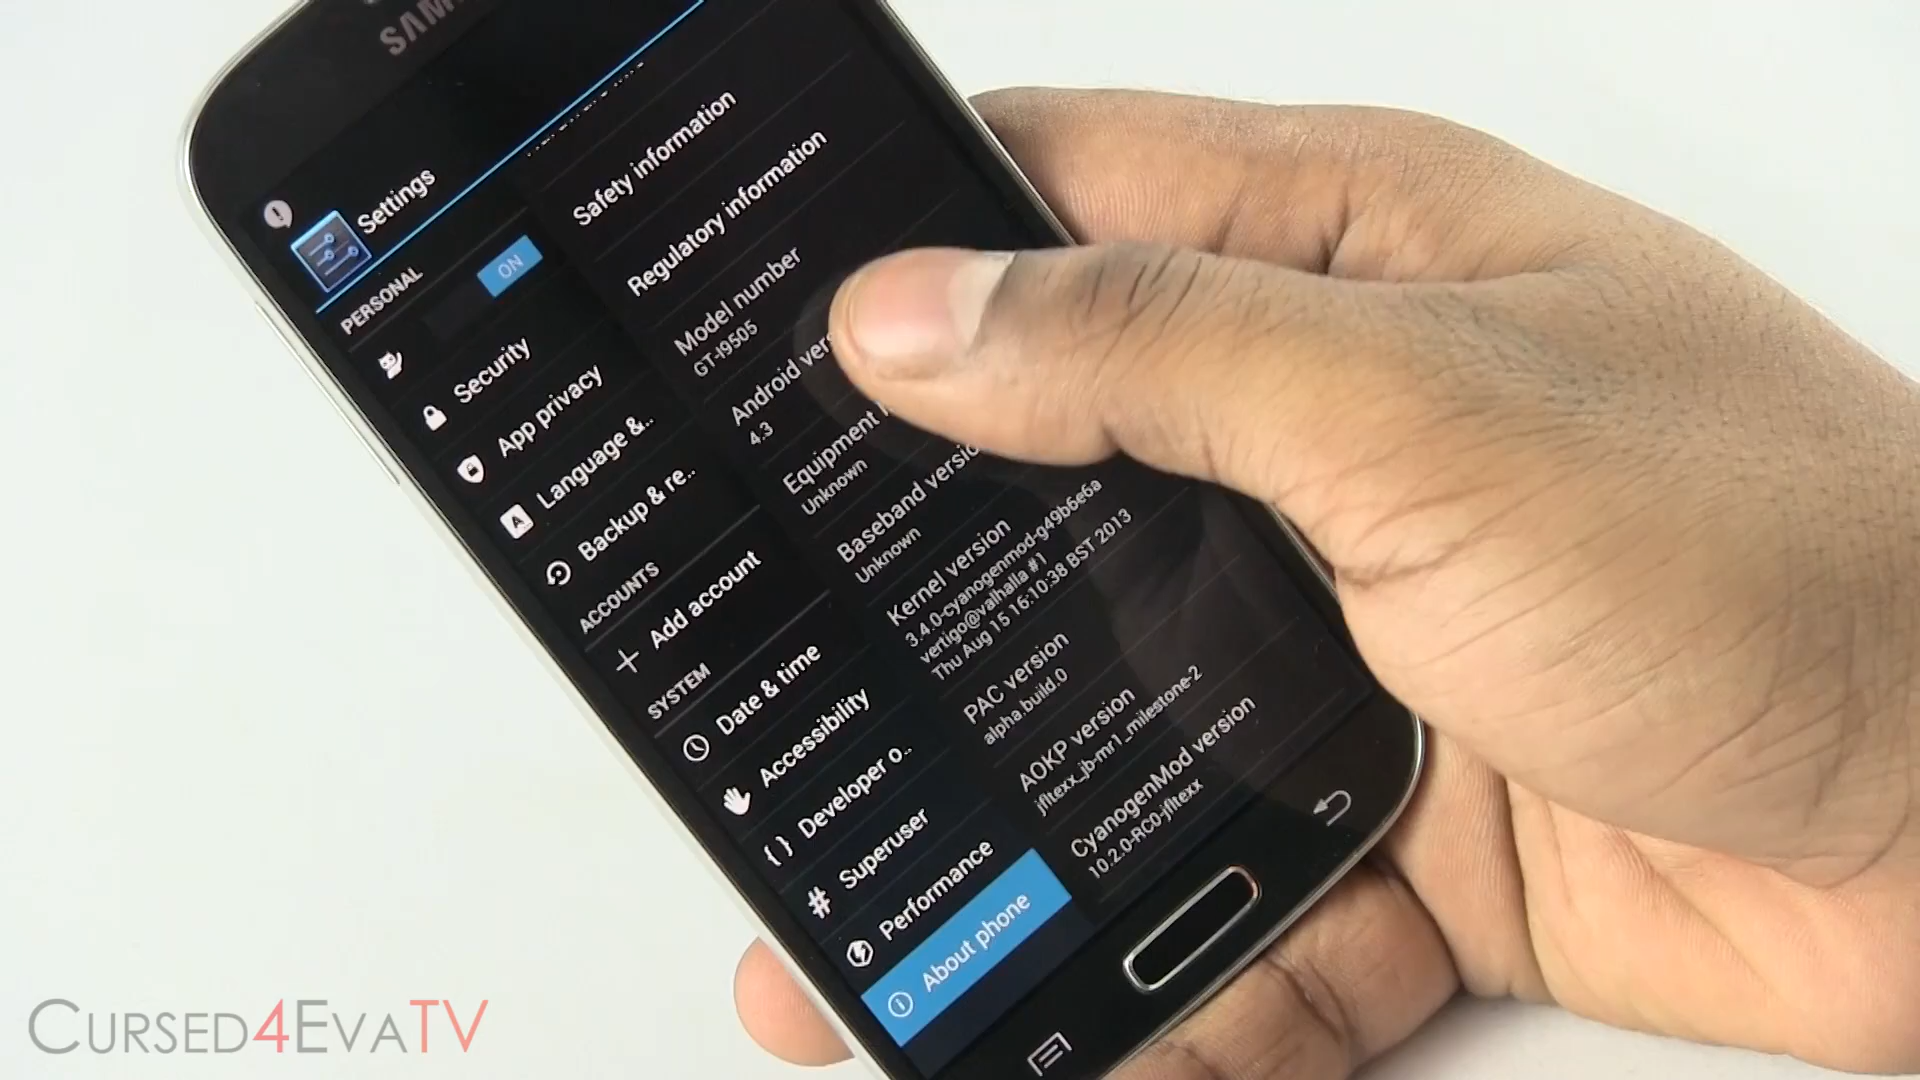 SAM
Settings
PERSONAL
ON
Security
App privacy
Language &..
Backup & re..
ACCOUNTS
Add account
SYSTEM
Date & time
Accessibility
{ } Developer o..
# Superuser
Performance
About phone
Safety information
Regulatory information
Model number
GT-I9505
Android vers
4.3
Equipment
Unknown
Baseband version
Unknown
Kernel version
3.4.0-cyanogenmod-g49b6e6a
vertigo@valhalla #1
Thu Aug 15 16:10:38 BST 2013
PAC version
alpha.build.0
AOKP version
jfltexx_jb-mr1_milestone-2
CyanogenMod version
10.2.0-RC0-jfltexx
CURSED4EVATV